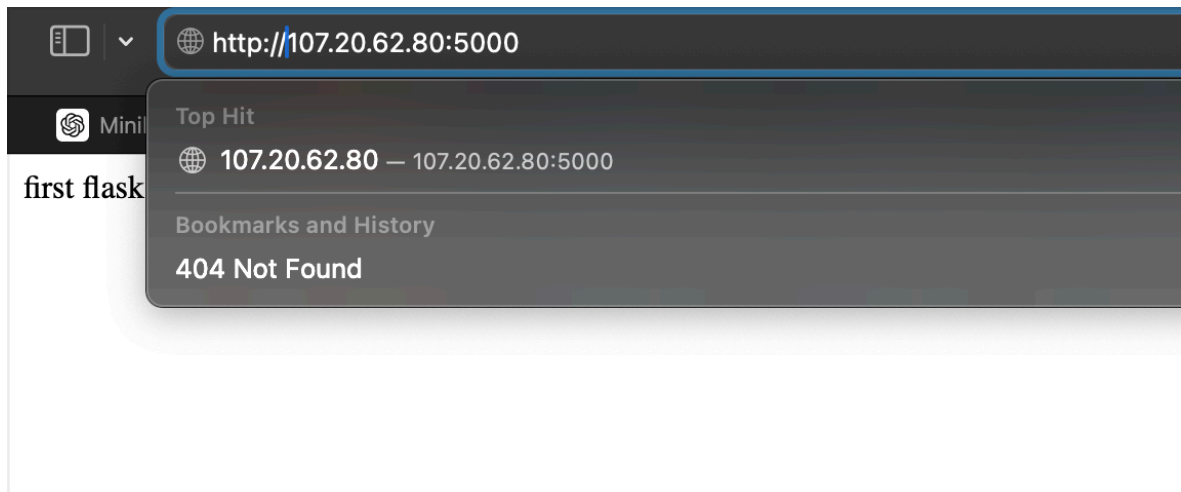 http://107.20.62.80:5000
Top Hit
107.20.62.80 — 107.20.62.80:5000
first flask
Bookmarks and History
404 Not Found